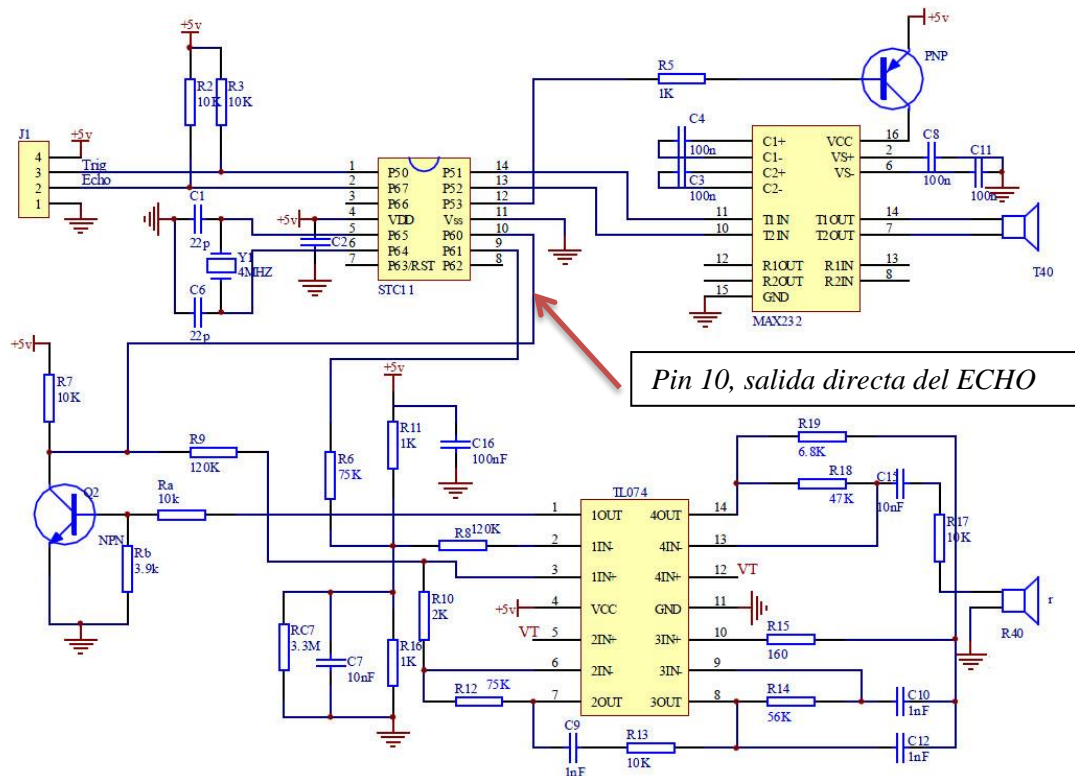 +5v
+5v
R2
10K
R3
10K
R5
1K
PNP
J1
+5v
4
3
2
1
Trig
Echo
C1
22p
Y1
4MHZ
C6
22p
+5v
C2
1
2
3
4
5
6
7
P50
P67
P66
VDD
P65
P64
P63/RST
P51
P52
P53
Vss
P60
P61
P62
14
13
12
11
10
9
8
STC11
C4
100n
C3
100n
C1+
C1-
C2+
C2-
T1IN
T2IN
R1OUT
R2OUT
GND
VCC
VS+
VS-
T1OUT
T2OUT
R1IN
R2IN
11
10
12
9
15
16
2
6
14
7
13
8
MAX232
C8
100n
C11
100n
T40
Pin 10, salida directa del ECHO
+5v
R7
10K
R9
120K
Ra
10k
Q2
NPN
Rb
3.9k
+5v
R11
1K
C16
100nF
R6
75K
R8
120K
RC7
3.3M
C7
10nF
R16
1K
R10
2K
R12
75K
C9
1nF
R13
10K
+5v
VT
TL074
1
2
3
4
5
6
7
1OUT
1IN-
1IN+
VCC
2IN+
2IN-
2OUT
4OUT
4IN-
4IN+
GND
3IN+
3IN-
3OUT
14
13
12
11
10
9
8
VT
R19
6.8K
R18
47K
C15
10nF
R17
10K
r
R40
R15
160
R14
56K
C10
1nF
C12
1nF